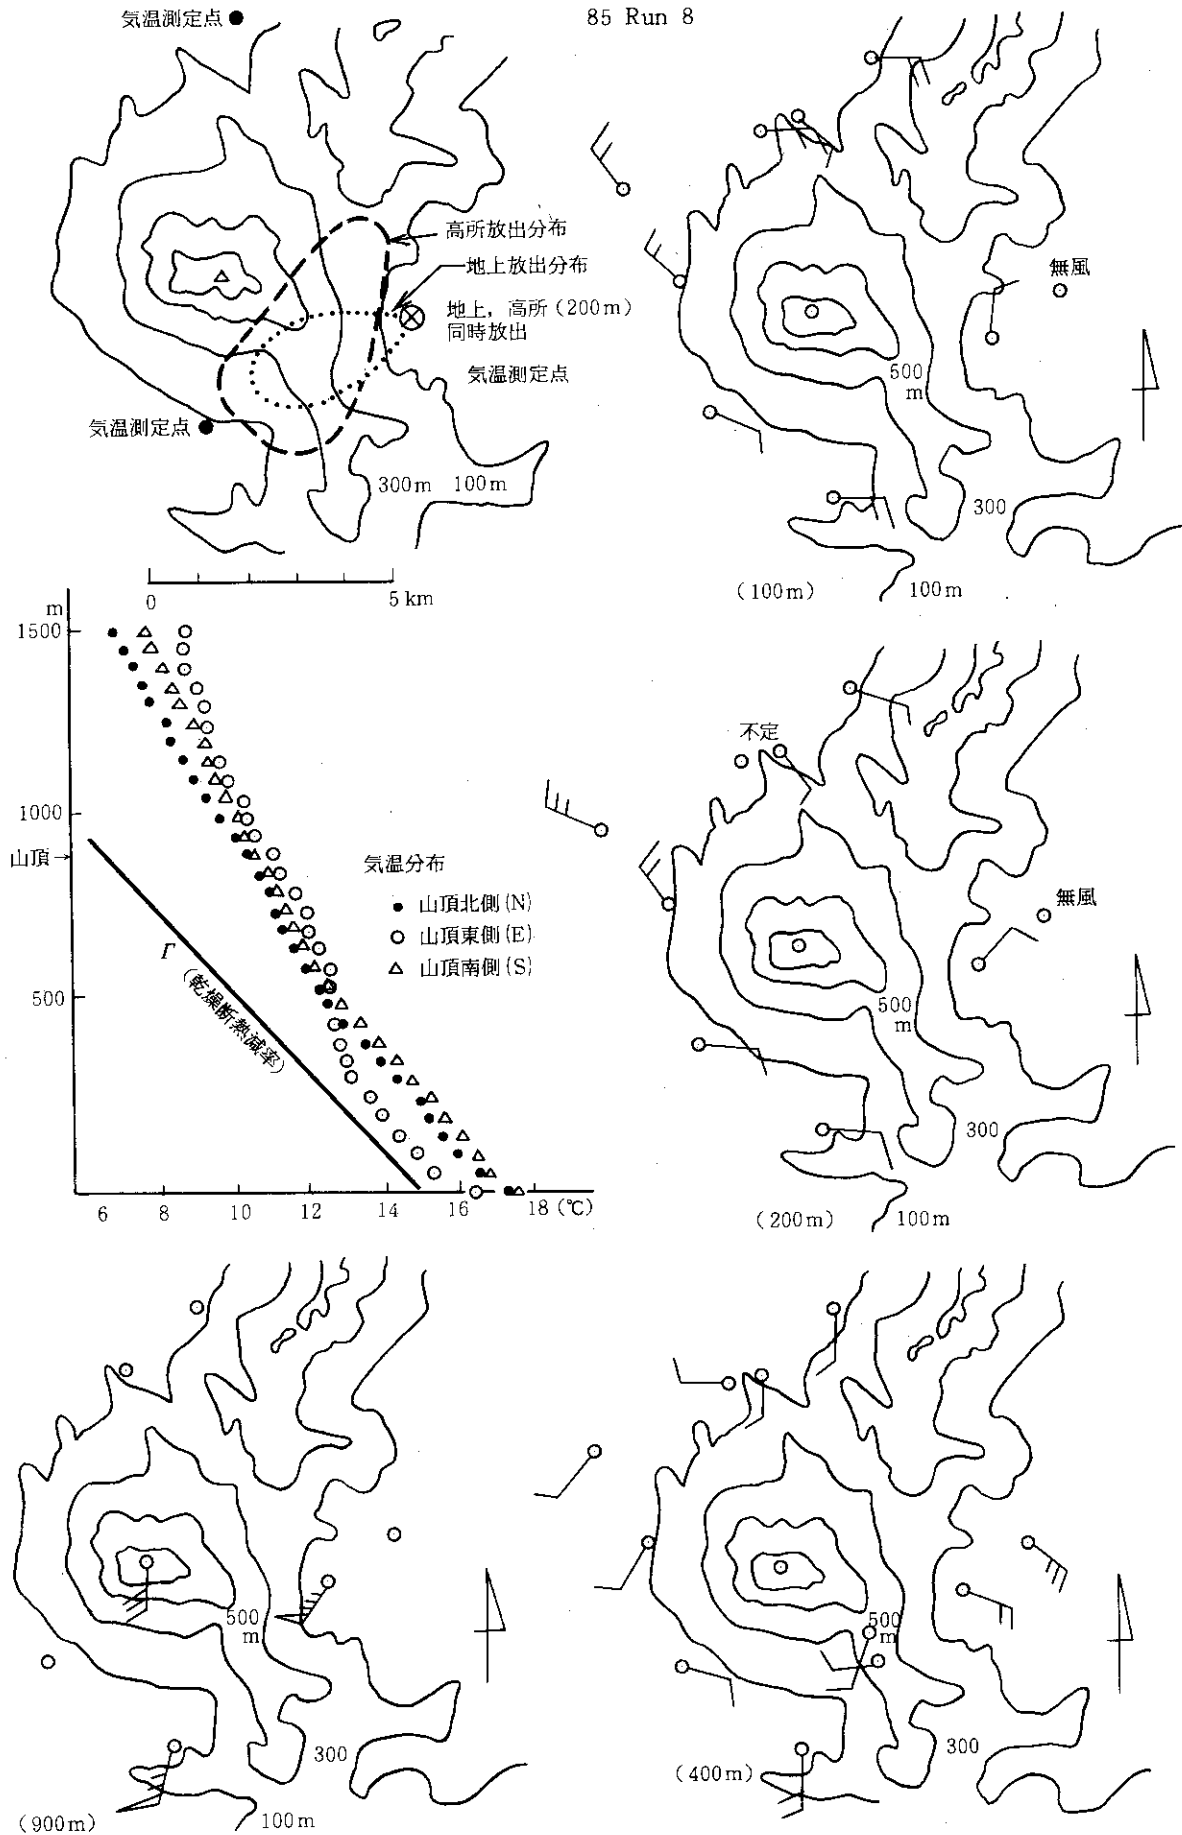 85 Run 8
気温測定点
高所放出分布
地上放出分布
地上，高所（200m）
同時放出
気温測定点
気温測定点
300m 100m
0 5 km
無風
500
m
300
(100m) 100m
m
1500
1000
山頂→
500
Γ
(乾燥断熱減率)
気温分布
● 山頂北側(N)
○ 山頂東側(E)
△ 山頂南側(S)
6 8 10 12 14 16 18 (℃)
不定
無風
500
m
300
(200m) 100m
500
m
300
(900m) 100m
500
m
300
(400m)